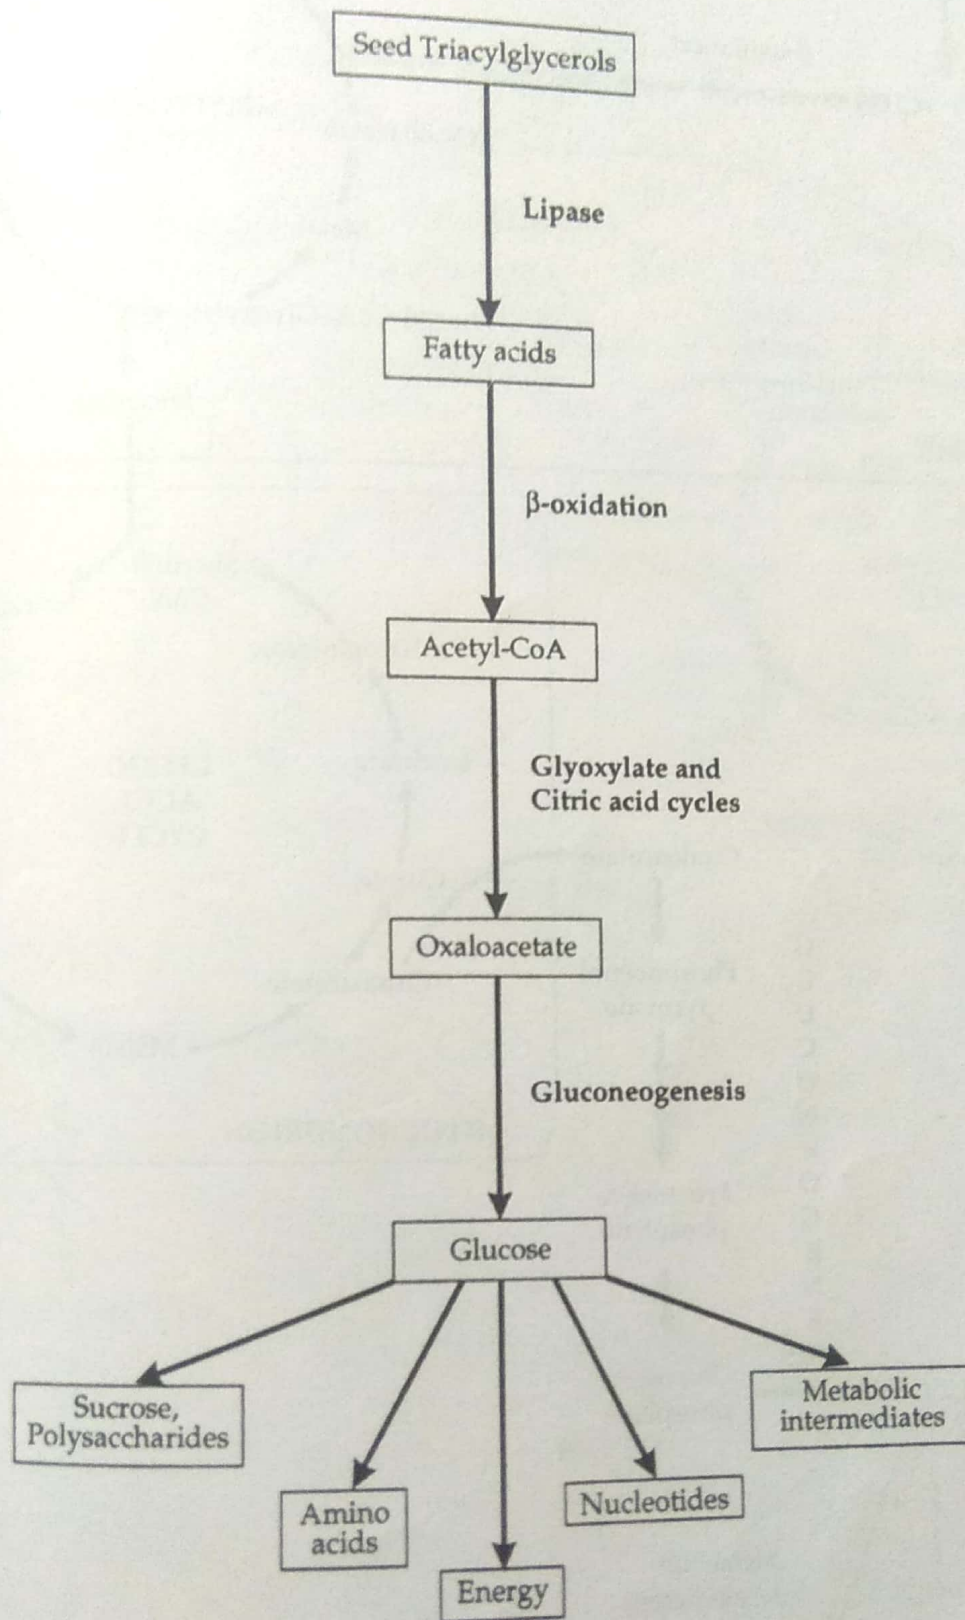 Seed Triacylglycerols
Lipase
Fatty acids
β-oxidation
Acetyl-CoA
Glyoxylate and
Citric acid cycles
Oxaloacetate
Gluconeogenesis
Glucose
Sucrose,
Polysaccharides
Amino
acids
Energy
Nucleotides
Metabolic
intermediates